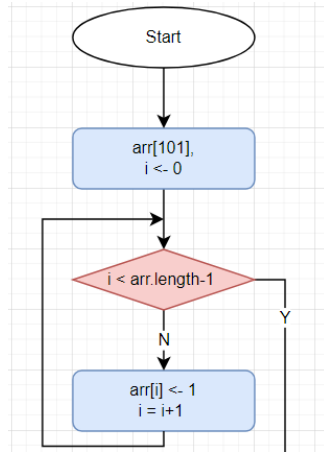 Start
arr[101],
i <- 0
i < arr.length-1
Y
N
arr[i] <- 1
i = i+1